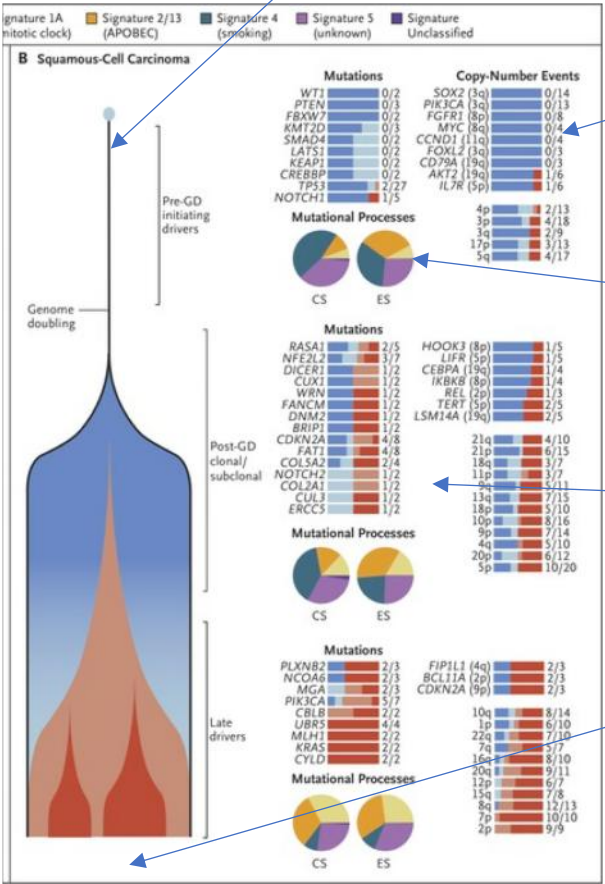 gnature 1A Signature 2/13 Signature 4 Signature 5 Signature
mitotic clock) (APOBEC) (smoking) (unknown) Unclassified
B Squamous-Cell Carcinoma
Pre-GD
initiating
drivers
Genome
doubling
Post-GD
clonal/
subclonal
Late
drivers
Mutations
WT1 0/2
PTEN 0/3
FBXW7 0/2
KMT2D 0/3
SMAD4 0/2
LATS1 0/2
KEAP1 0/2
CREBBP 0/2
TP53 2/27
NOTCH1 1/5
Copy-Number Events
SOX2 (3q) 0/14
PIK3CA (3q) 0/13
FGFR1 (8p) 0/8
MYC (8q) 0/4
CCND1 (11q) 0/4
FOXL2 (3q) 0/3
CD79A (19q) 0/3
AKT2 (19q) 1/6
IL7R (5p) 1/6
4p 2/13
3p 4/18
3q 2/9
17p 3/13
5q 4/17
Mutational Processes
CS ES
Mutations
RASA1 2/5
NFE2L2 3/7
DICER1 1/2
CUX1 1/2
WRN 1/2
FANCM 1/2
DNM2 1/2
BRIP1 1/2
CDKN2A 4/8
FAT1 4/8
COL5A2 2/4
NOTCH2 1/2
COL2A1 1/2
CUL3 1/2
ERCC5 1/2
HOOK3 (8p) 1/5
LIFR (5p) 1/5
CEBPA (19q) 1/4
IKBKB (8p) 1/4
REL (2p) 1/3
TERT (5p) 2/5
LSM14A (19q) 2/5
21q 4/10
21p 6/15
18q 3/7
11p 3/7
9q /11
13q 7/15
18p 5/10
10p 8/16
9p 7/14
4q 5/10
20p 6/12
5p 10/20
Mutational Processes
CS ES
Mutations
PLXNB2 2/3
NCOA6 2/3
MGA 2/3
PIK3CA 5/7
CBLB 2/2
UBR5 4/4
MLH1 2/2
KRAS 2/2
CYLD 2/2
FIP1L1 (4q) 2/3
BCL11A (2p) 2/3
CDKN2A (9p) 2/3
10q 8/14
1p 6/10
22q 7/10
7q 5/7
16q 8/10
20q 9/11
12p 6/7
15q 7/8
8q 12/13
7p 10/10
2p 9/9
Mutational Processes
CS ES